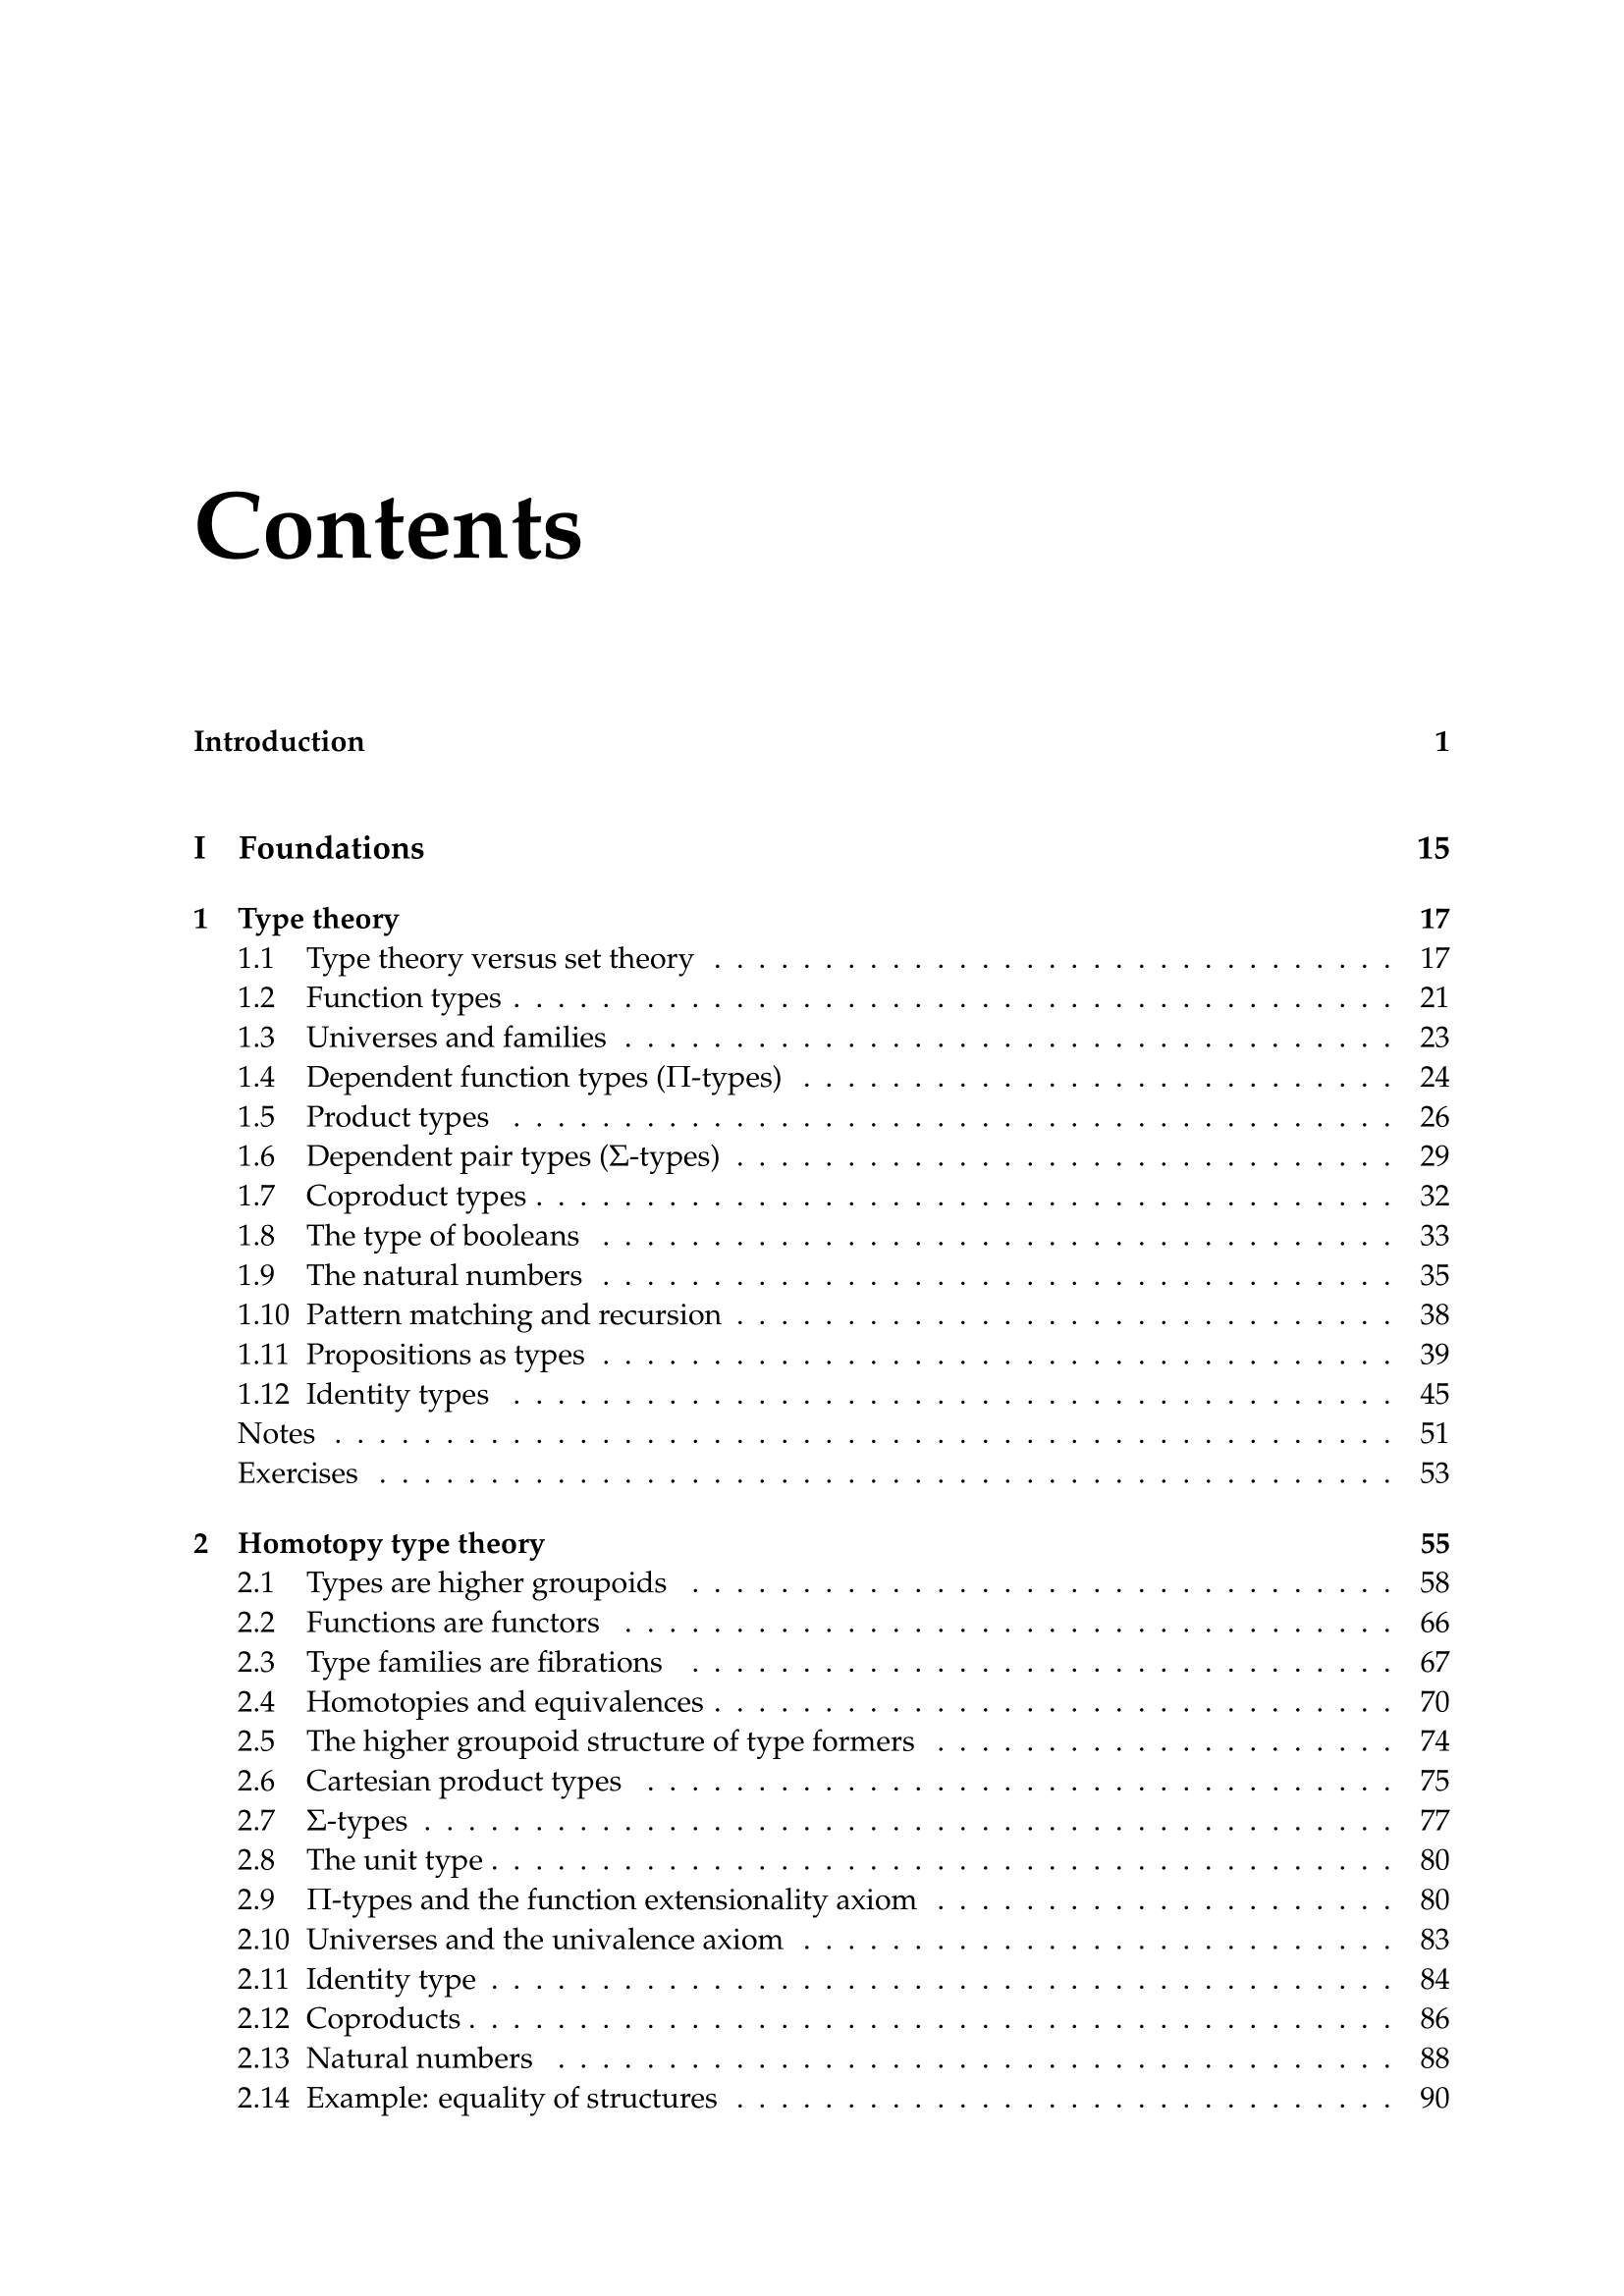 Contents
Introduction 1
I Foundations 15
1 Type theory 17
1.1 Type theory versus set theory . . . . . . . . . . . . . . . . . . . . . . . . . . . . . . . 17
1.2 Function types . . . . . . . . . . . . . . . . . . . . . . . . . . . . . . . . . . . . . . . . 21
1.3 Universes and families . . . . . . . . . . . . . . . . . . . . . . . . . . . . . . . . . . . 23
1.4 Dependent function types (Π-types) . . . . . . . . . . . . . . . . . . . . . . . . . . . 24
1.5 Product types . . . . . . . . . . . . . . . . . . . . . . . . . . . . . . . . . . . . . . . . 26
1.6 Dependent pair types (Σ-types) . . . . . . . . . . . . . . . . . . . . . . . . . . . . . . 29
1.7 Coproduct types . . . . . . . . . . . . . . . . . . . . . . . . . . . . . . . . . . . . . . . 32
1.8 The type of booleans . . . . . . . . . . . . . . . . . . . . . . . . . . . . . . . . . . . . 33
1.9 The natural numbers . . . . . . . . . . . . . . . . . . . . . . . . . . . . . . . . . . . . 35
1.10 Pattern matching and recursion . . . . . . . . . . . . . . . . . . . . . . . . . . . . . . 38
1.11 Propositions as types . . . . . . . . . . . . . . . . . . . . . . . . . . . . . . . . . . . . 39
1.12 Identity types . . . . . . . . . . . . . . . . . . . . . . . . . . . . . . . . . . . . . . . . 45
Notes . . . . . . . . . . . . . . . . . . . . . . . . . . . . . . . . . . . . . . . . . . . . . . . . 51
Exercises . . . . . . . . . . . . . . . . . . . . . . . . . . . . . . . . . . . . . . . . . . . . . . 53
2 Homotopy type theory 55
2.1 Types are higher groupoids . . . . . . . . . . . . . . . . . . . . . . . . . . . . . . . . 58
2.2 Functions are functors . . . . . . . . . . . . . . . . . . . . . . . . . . . . . . . . . . . 66
2.3 Type families are fibrations . . . . . . . . . . . . . . . . . . . . . . . . . . . . . . . . 67
2.4 Homotopies and equivalences . . . . . . . . . . . . . . . . . . . . . . . . . . . . . . . 70
2.5 The higher groupoid structure of type formers . . . . . . . . . . . . . . . . . . . . . 74
2.6 Cartesian product types . . . . . . . . . . . . . . . . . . . . . . . . . . . . . . . . . . 75
2.7 Σ-types . . . . . . . . . . . . . . . . . . . . . . . . . . . . . . . . . . . . . . . . . . . . 77
2.8 The unit type . . . . . . . . . . . . . . . . . . . . . . . . . . . . . . . . . . . . . . . . . 80
2.9 Π-types and the function extensionality axiom . . . . . . . . . . . . . . . . . . . . . 80
2.10 Universes and the univalence axiom . . . . . . . . . . . . . . . . . . . . . . . . . . . 83
2.11 Identity type . . . . . . . . . . . . . . . . . . . . . . . . . . . . . . . . . . . . . . . . . 84
2.12 Coproducts . . . . . . . . . . . . . . . . . . . . . . . . . . . . . . . . . . . . . . . . . . 86
2.13 Natural numbers . . . . . . . . . . . . . . . . . . . . . . . . . . . . . . . . . . . . . . 88
2.14 Example: equality of structures . . . . . . . . . . . . . . . . . . . . . . . . . . . . . . 90